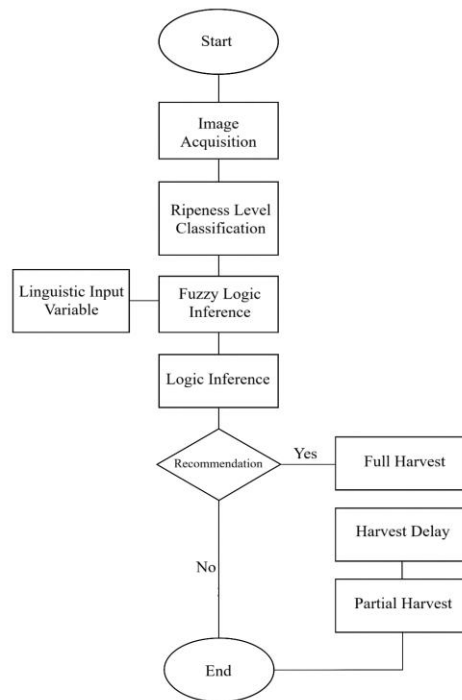 Start
Image
Acquisition
Ripeness Level
Classification
Linguistic Input
Variable
Fuzzy Logic
Inference
Logic Inference
Recommendation
Yes
Full Harvest
Harvest Delay
No
Partial Harvest
End